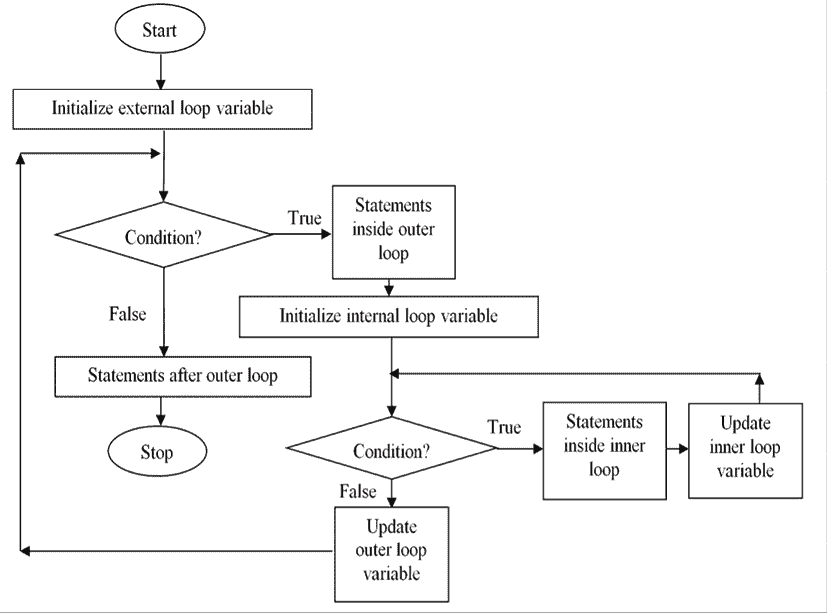 Start
Initialize external loop variable
Condition?
True
Statements
inside outer
loop
False
Initialize internal loop variable
Statements after outer loop
Stop
Condition?
True
Statements
inside inner
loop
Update
inner loop
variable
False
Update
outer loop
variable